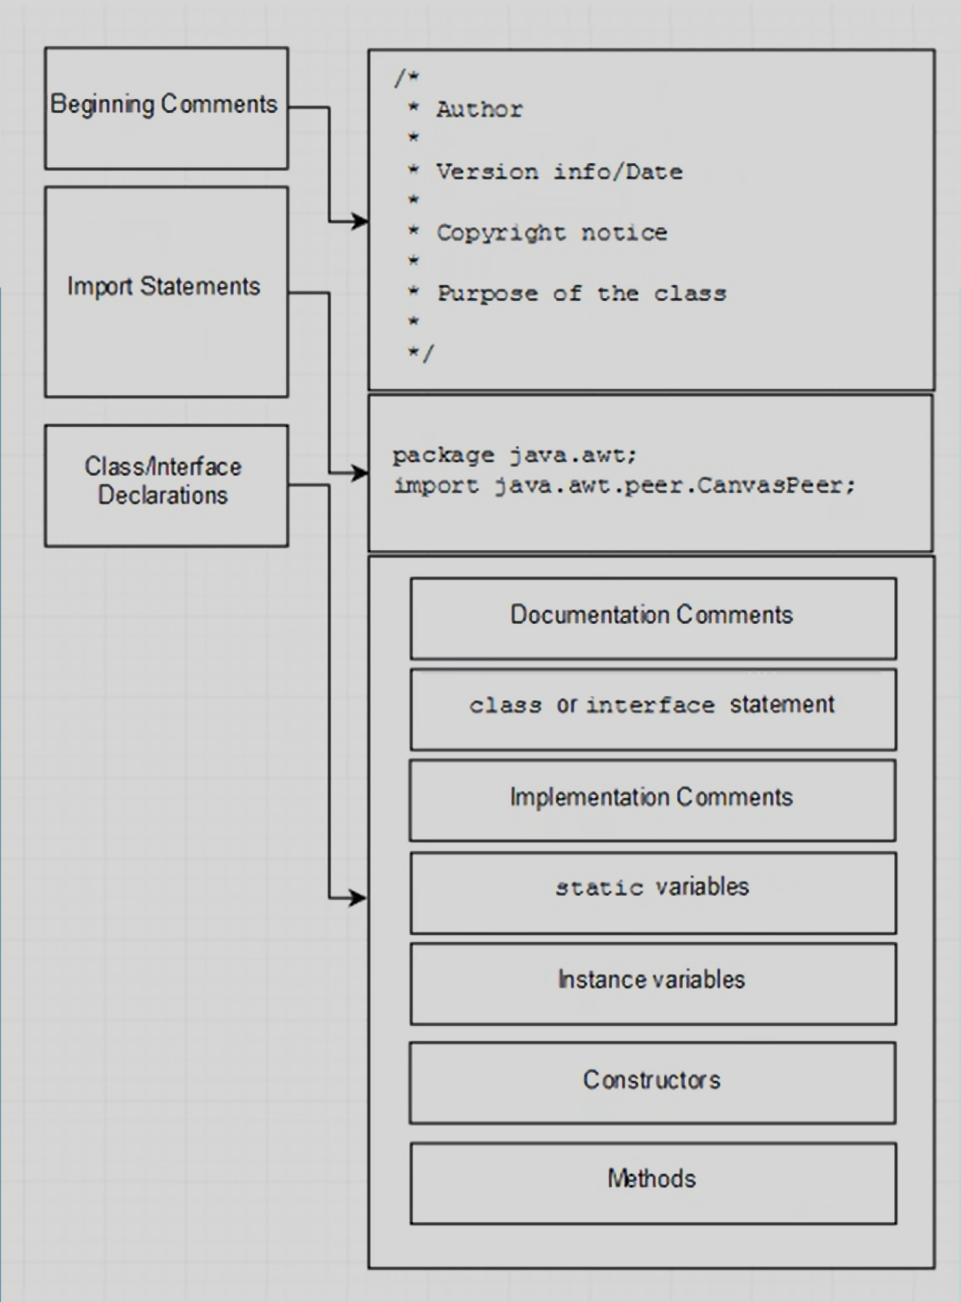 Beginning Comments
Import Statements
Class/Interface
Declarations
/*
* Author
*
* Version info/Date
*
* Copyright notice
*
* Purpose of the class
*
*/
package java.awt;
import java.awt.peer.CanvasPeer;
Documentation Comments
class or interface statement
Implementation Comments
static variables
Instance variables
Constructors
Methods